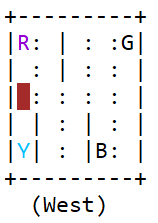 +---------+
|R: | : :G|
| : | : : |
| : : : : |
| | : | : |
|Y| : |B: |
+---------+
(West)